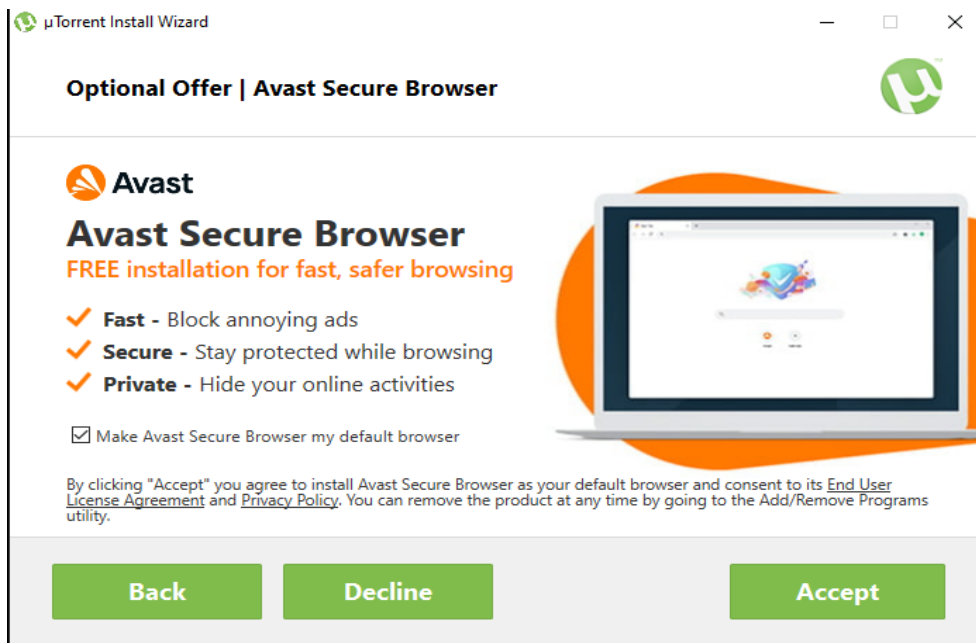 µTorrent Install Wizard
Optional Offer | Avast Secure Browser
Avast
Avast Secure Browser
FREE installation for fast, safer browsing
Fast - Block annoying ads
Secure - Stay protected while browsing
Private - Hide your online activities
Make Avast Secure Browser my default browser
By clicking "Accept" you agree to install Avast Secure Browser as your default browser and consent to its End User
License Agreement and Privacy Policy. You can remove the product at any time by going to the Add/Remove Programs
utility.
Back
Decline
Accept